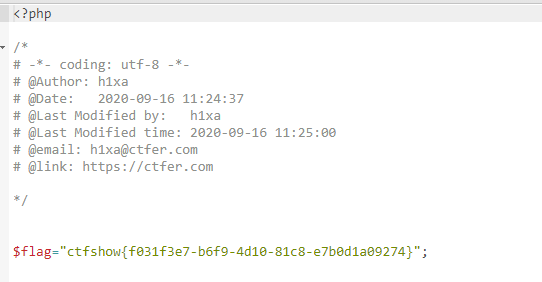 <?php
/*
# -*- coding: utf-8 -*-
# @Author: h1xa
# @Date:   2020-09-16 11:24:37
# @Last Modified by:   h1xa
# @Last Modified time: 2020-09-16 11:25:00
# @email: h1xa@ctfer.com
# @link: https://ctfer.com
*/
$flag="ctfshow{f031f3e7-b6f9-4d10-81c8-e7b0d1a09274}";